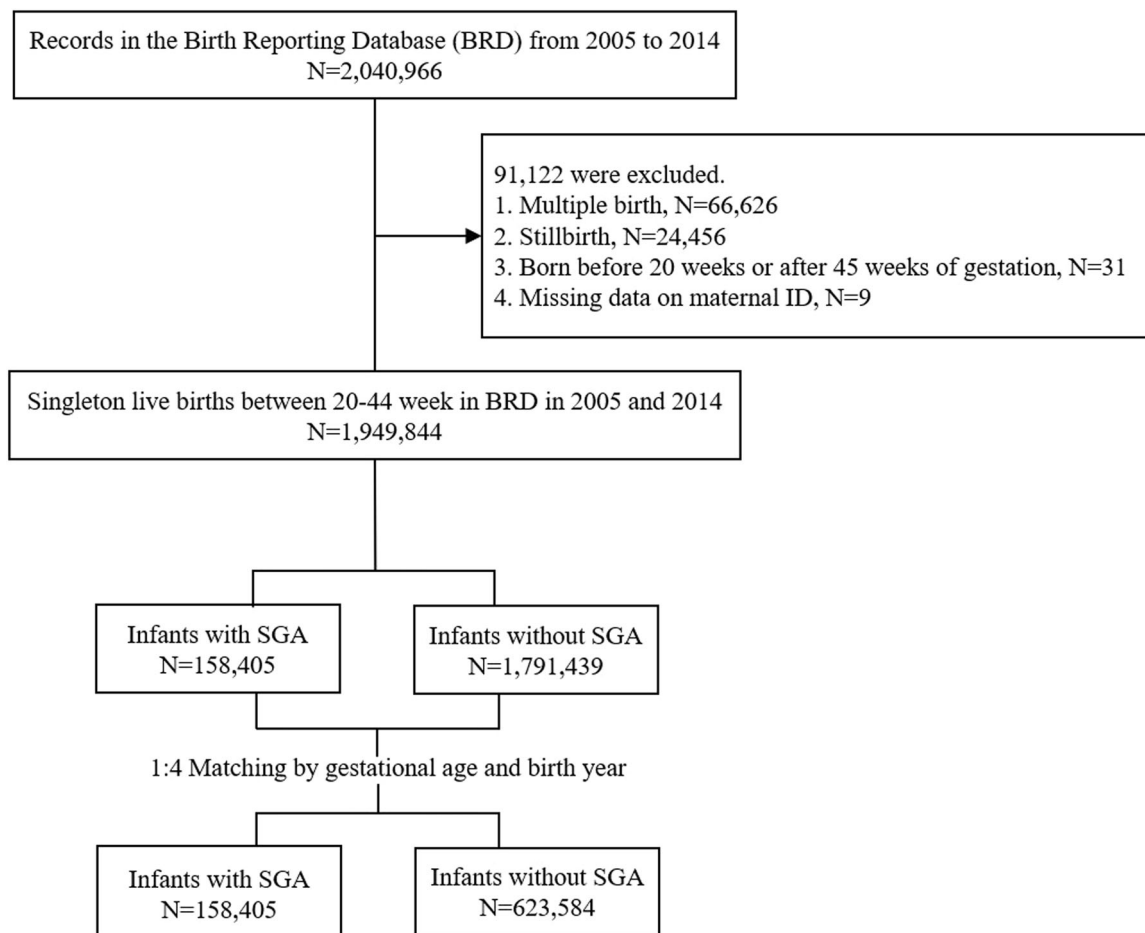 Records in the Birth Reporting Database (BRD) from 2005 to 2014
N=2,040,966
91,122 were excluded.
1. Multiple birth, N=66,626
2. Stillbirth, N=24,456
3. Born before 20 weeks or after 45 weeks of gestation, N=31
4. Missing data on maternal ID, N=9
Singleton live births between 20-44 week in BRD in 2005 and 2014
N=1,949,844
Infants with SGA
N=158,405
Infants without SGA
N=1,791,439
1:4 Matching by gestational age and birth year
Infants with SGA
N=158,405
Infants without SGA
N=623,584